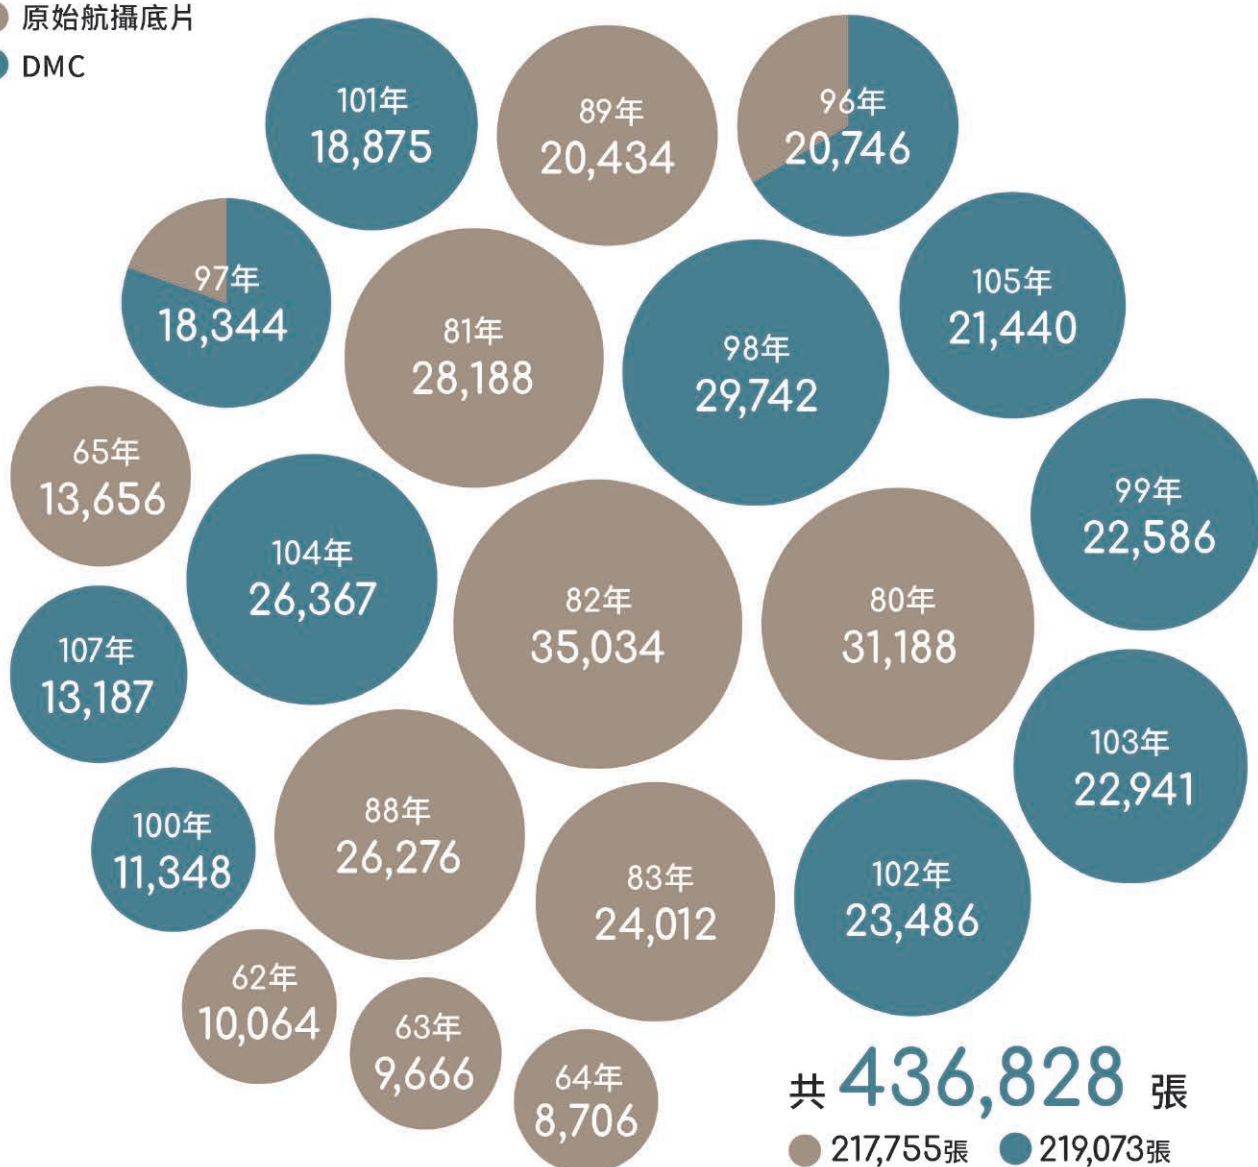 原始航攝底片
DMC
101年
18,875
89年
20,434
96年
20,746
97年
18,344
81年
28,188
98年
29,742
105年
21,440
65年
13,656
104年
26,367
82年
35,034
80年
31,188
99年
22,586
107年
13,187
103年
22,941
100年
11,348
88年
26,276
83年
24,012
102年
23,486
62年
10,064
63年
9,666
64年
8,706
共 436,828 張
217,755張 219,073張